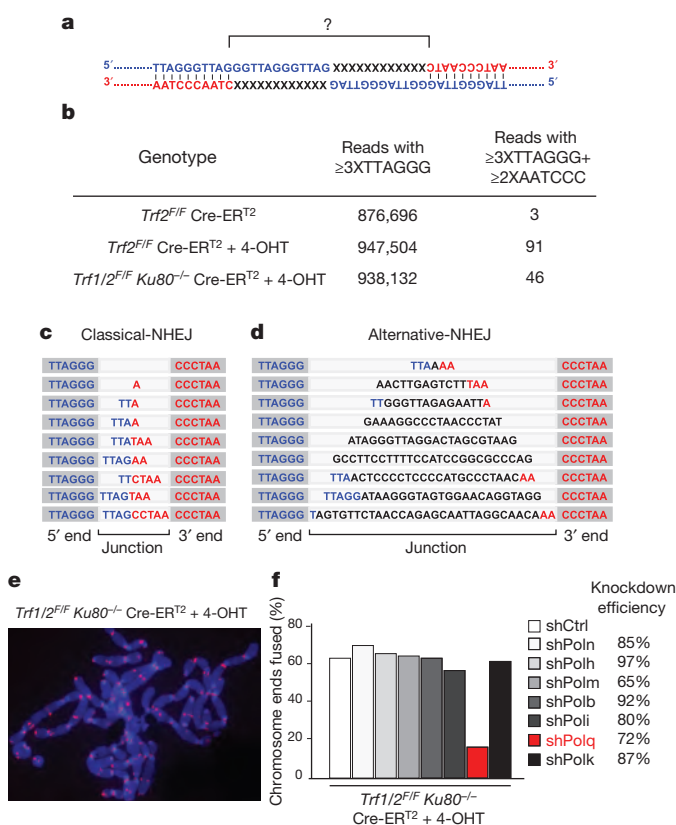 a
?
5′ TTAGGGTTAGGGTTAGGGTTAG XXXXXXXXXXXX CTAACCCTAA 3′
3′ AATCCCAATCXXXXXXXXXXXX GATTGGGATTGGGATTGGGATT 5′
b
Genotype
Reads with
≥3XTTAGGG
Reads with
≥3XTTAGGG+
≥2XAATCCC
Trf2F/F Cre-ERT2 876,696 3
Trf2F/F Cre-ERT2 + 4-OHT 947,504 91
Trf1/2F/F Ku80–/– Cre-ERT2 + 4-OHT 938,132 46
c Classical-NHEJ
TTAGGG CCCTAA
TTAGGG A CCCTAA
TTAGGG TTA CCCTAA
TTAGGG TTAA CCCTAA
TTAGGG TTATAA CCCTAA
TTAGGG TTAGAA CCCTAA
TTAGGG TTCTAA CCCTAA
TTAGGG TTAGTAA CCCTAA
TTAGGG TTAGCCTAA CCCTAA
5′ end 3′ end
Junction
d Alternative-NHEJ
TTAGGG TTAAAA CCCTAA
TTAGGG AACTTGAGTCTTTAA CCCTAA
TTAGGG TTGGGTTAGAGAATTA CCCTAA
TTAGGG GAAAGGCCCTAACCCTAT CCCTAA
TTAGGG ATAGGGTTAGGACTAGCGTAAG CCCTAA
TTAGGG GCCTTCCTTTTCCATCCGGCGCCCAG CCCTAA
TTAGGG TTAACTCCCCTCCCCATGCCCTAACAA CCCTAA
TTAGGG TTAGGATAAGGGTAGTGGAACAGGTAGG CCCTAA
TTAGGG TAGTGTTCTAACCAGAGCAATTAGGCAACAAA CCCTAA
5′ end 3′ end
Junction
e
Trf1/2F/F Ku80–/– Cre-ERT2 + 4-OHT
f
Chromosome ends fused (%)
80
60
40
20
0
Trf1/2F/F Ku80–/–
Cre-ERT2 + 4-OHT
Knockdown
efficiency
shCtrl
shPoln 85%
shPolh 97%
shPolm 65%
shPolb 92%
shPoli 80%
shPolq 72%
shPolk 87%